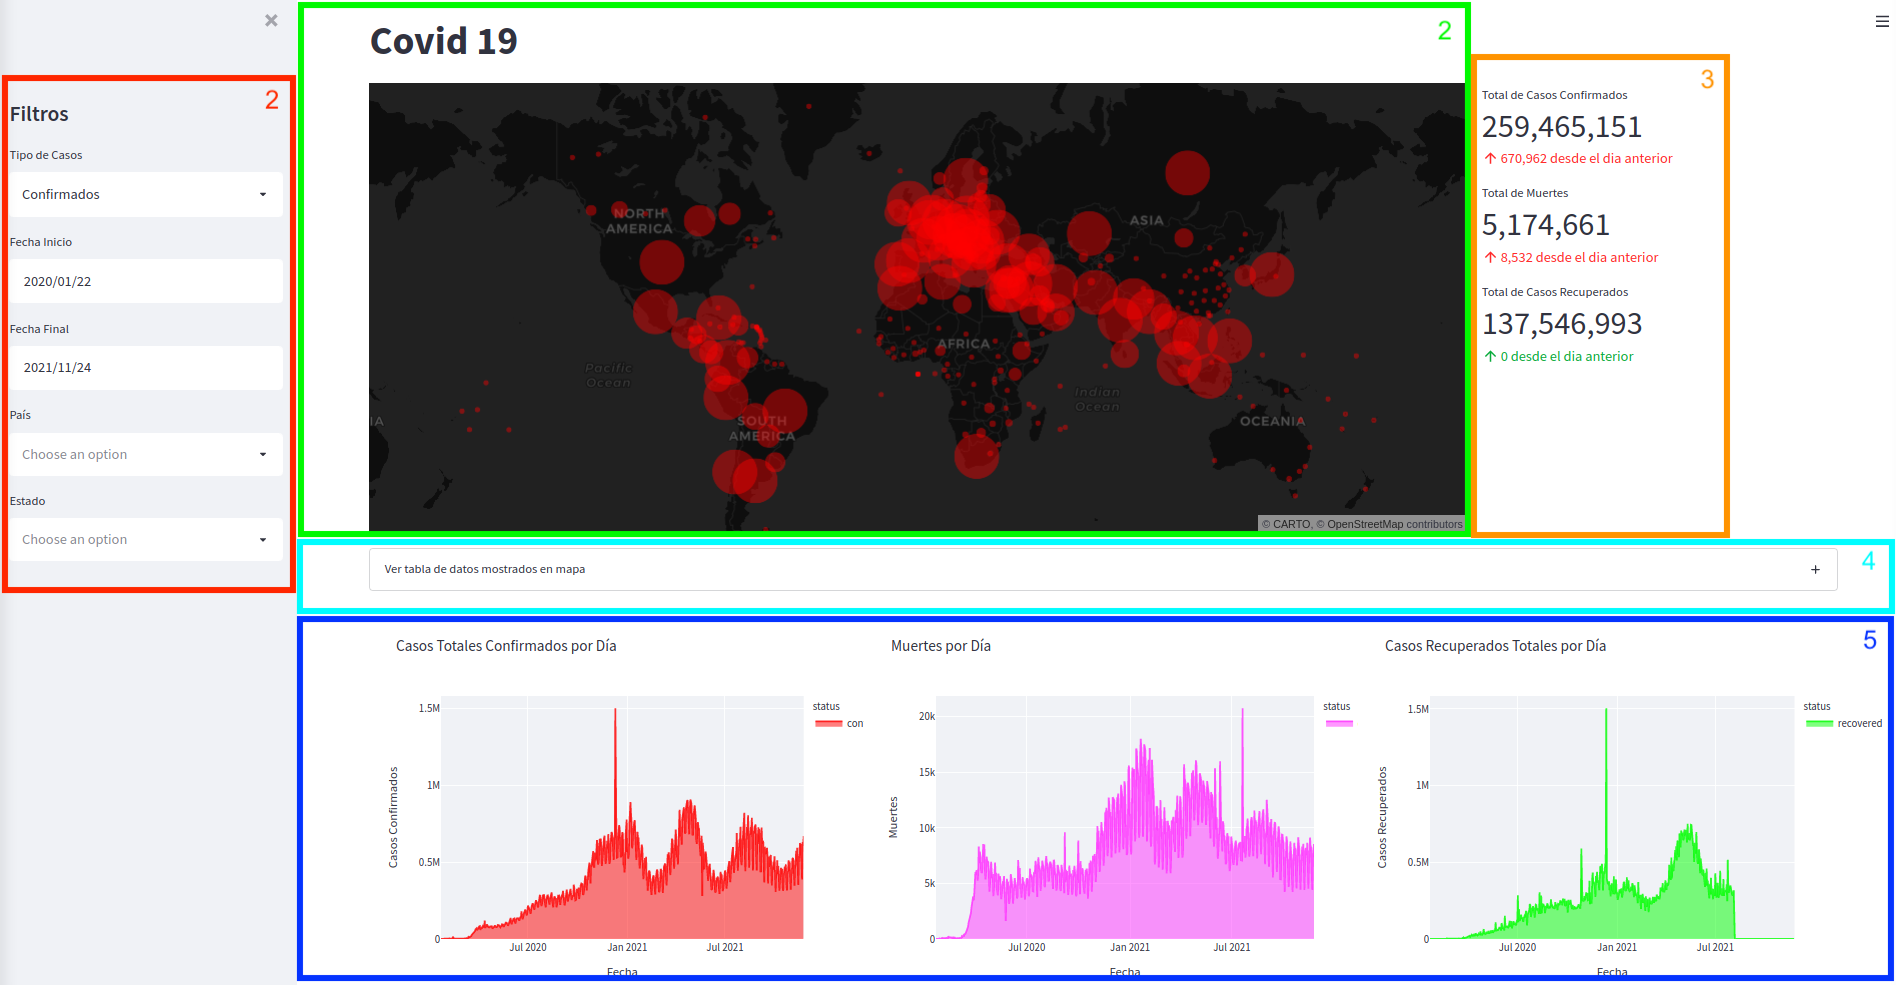 ×
2
Filtros
Tipo de Casos
Confirmados
Fecha Inicio
2020/01/22
Fecha Final
2021/11/24
País
Choose an option
Estado
Choose an option
2
Covid 19
NORTH
AMERICA
ASIA
AFRICA
Pacific
Ocean
Indian
Ocean
SOUTH
AMERICA
OCEANIA
IA
© CARTO, © OpenStreetMap contributors
3
Total de Casos Confirmados
259,465,151
↑ 670,962 desde el dia anterior
Total de Muertes
5,174,661
↑ 8,532 desde el dia anterior
Total de Casos Recuperados
137,546,993
↑ 0 desde el dia anterior
4
Ver tabla de datos mostrados en mapa
+
5
Casos Totales Confirmados por Día
status
con
1.5M
1M
0.5M
0
Casos Confirmados
Jul 2020
Jan 2021
Jul 2021
Fecha
Muertes por Día
status
20k
15k
10k
5k
0
Muertes
Jul 2020
Jan 2021
Jul 2021
Fecha
Casos Recuperados Totales por Día
status
recovered
1.5M
1M
0.5M
0
Casos Recuperados
Jul 2020
Jan 2021
Jul 2021
Fecha